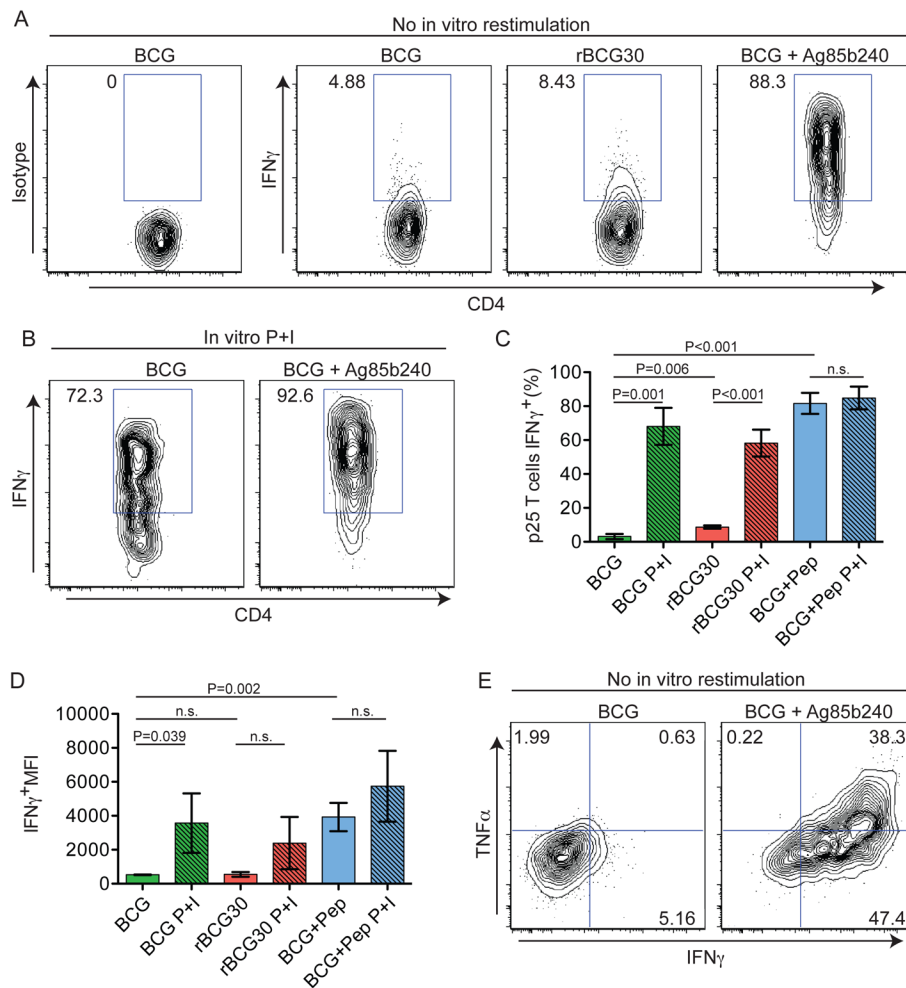 A
No in vitro restimulation
BCG
BCG
rBCG30
BCG + Ag85b240
0
4.88
8.43
88.3
Isotype
IFNγ
CD4
B
In vitro P+I
BCG
BCG + Ag85b240
72.3
92.6
IFNγ
CD4
C
P<0.001
P=0.006
n.s.
P=0.001
P<0.001
p25 T cells IFNγ+(%)
100
80
60
40
20
0
BCG
BCG P+I
rBCG30
rBCG30 P+I
BCG+Pep
BCG+Pep P+I
D
P=0.002
n.s.
n.s.
P=0.039
n.s.
IFNγ+MFI
10000
8000
6000
4000
2000
0
BCG
BCG P+I
rBCG30
rBCG30 P+I
BCG+Pep
BCG+Pep P+I
E
No in vitro restimulation
BCG
BCG + Ag85b240
1.99
0.63
0.22
38.3
5.16
47.4
TNFα
IFNγ